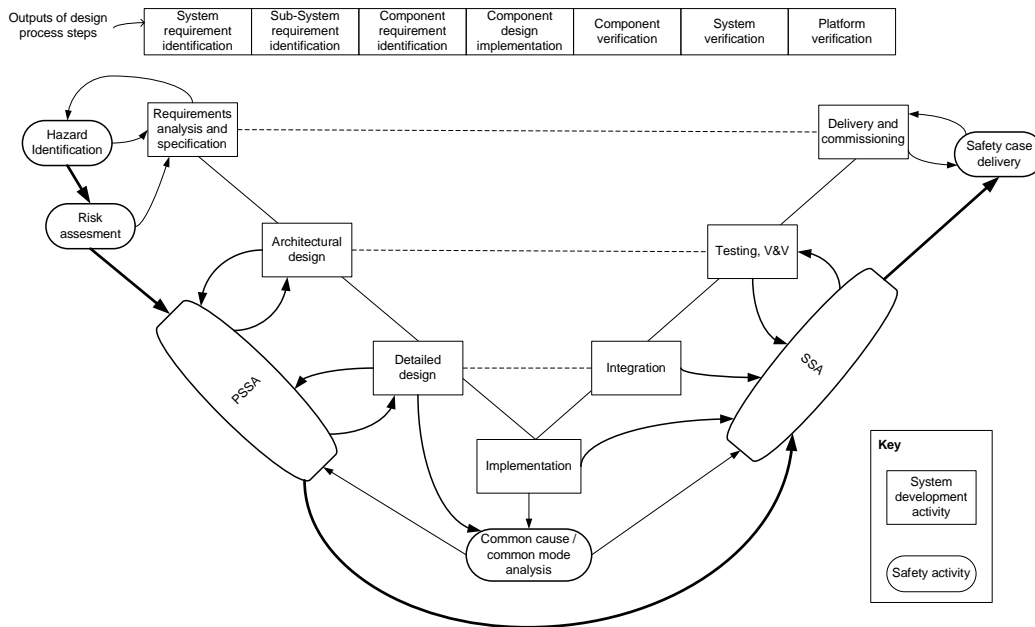 Outputs of design
process steps
System
requirement
identification
Sub-System
requirement
identification
Component
requirement
identification
Component
design
implementation
Component
verification
System
verification
Platform
verification
Hazard
Identification
Requirements
analysis and
specification
Delivery and
commissioning
Safety case
delivery
Risk
assesment
Architectural
design
Testing, V&V
PSSA
Detailed
design
Integration
SSA
Implementation
Common cause /
common mode
analysis
Key
System
development
activity
Safety activity